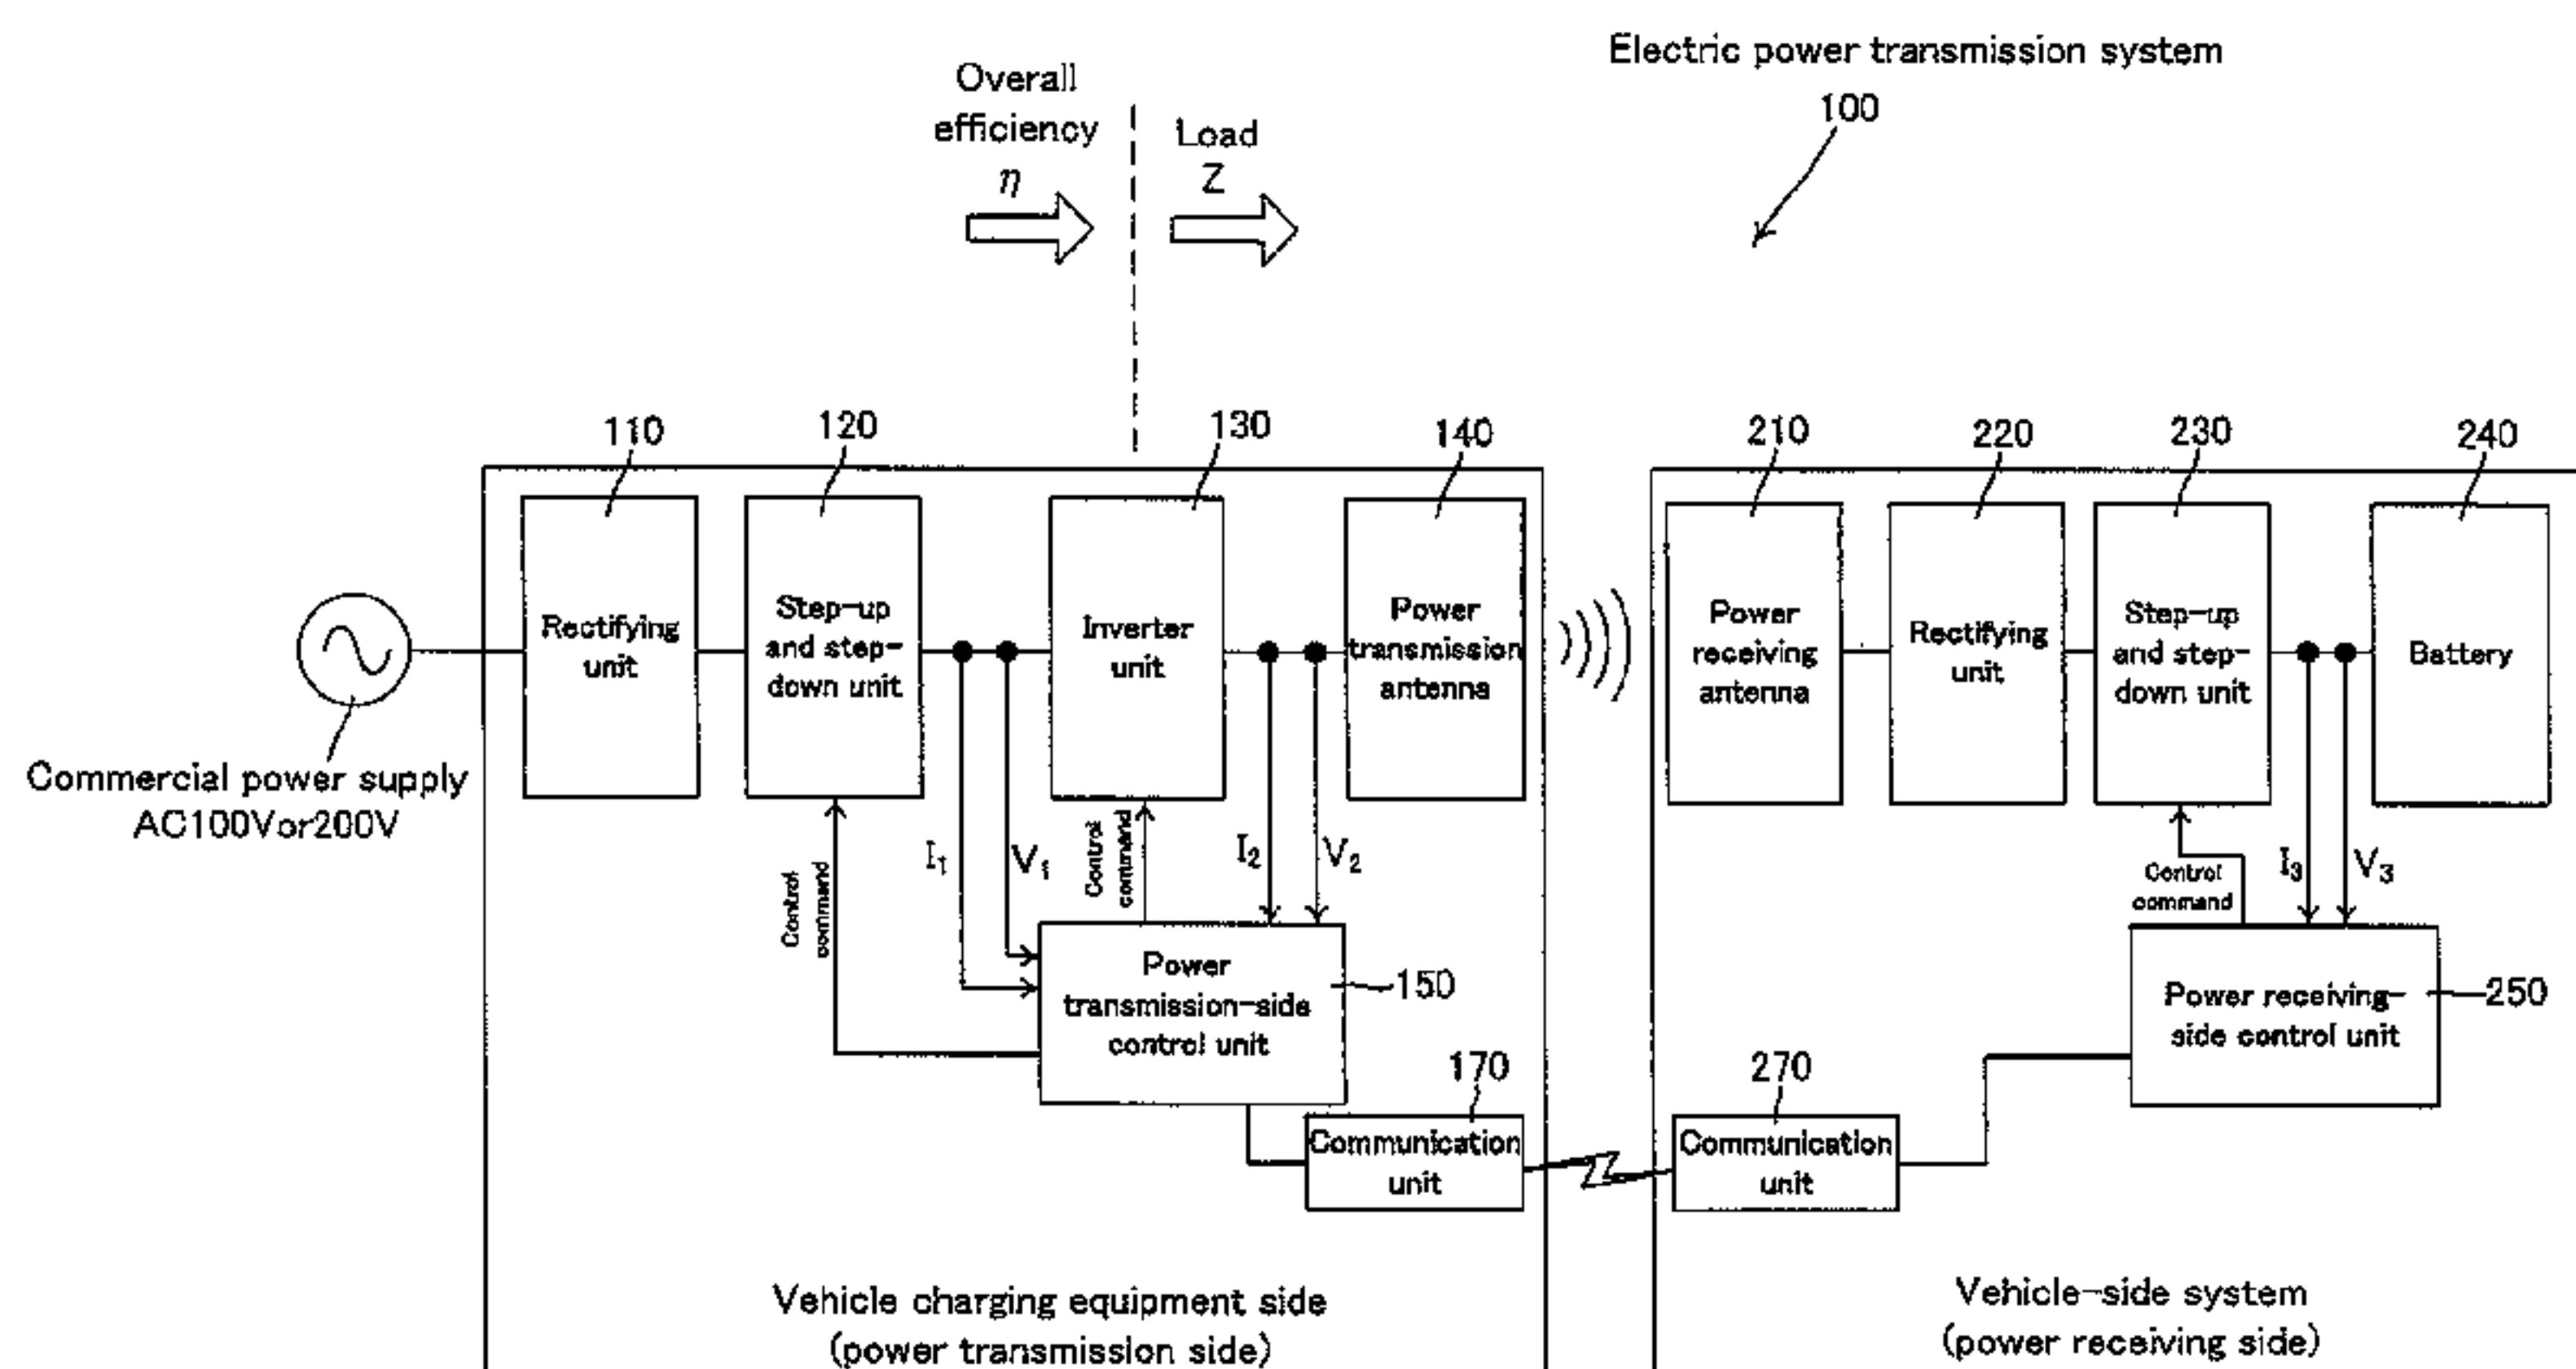 Electric power transmission system
100
Overall
efficiency
η
Load
Z
110
120
130
140
210
220
230
240
Rectifying
unit
Step-up
and step-
down unit
Inverter
unit
Power
transmission
antenna
Power
receiving
antenna
Rectifying
unit
Step-up
and step-
down unit
Battery
Commercial power supply
AC100Vor200V
Control
command
I₁
V₁
Control
command
I₂
V₂
Control
command
I₃
V₃
Power
transmission-side
control unit
150
Power receiving-
side control unit
250
170
Communication
unit
270
Communication
unit
Vehicle charging equipment side
(power transmission side)
Vehicle-side system
(power receiving side)